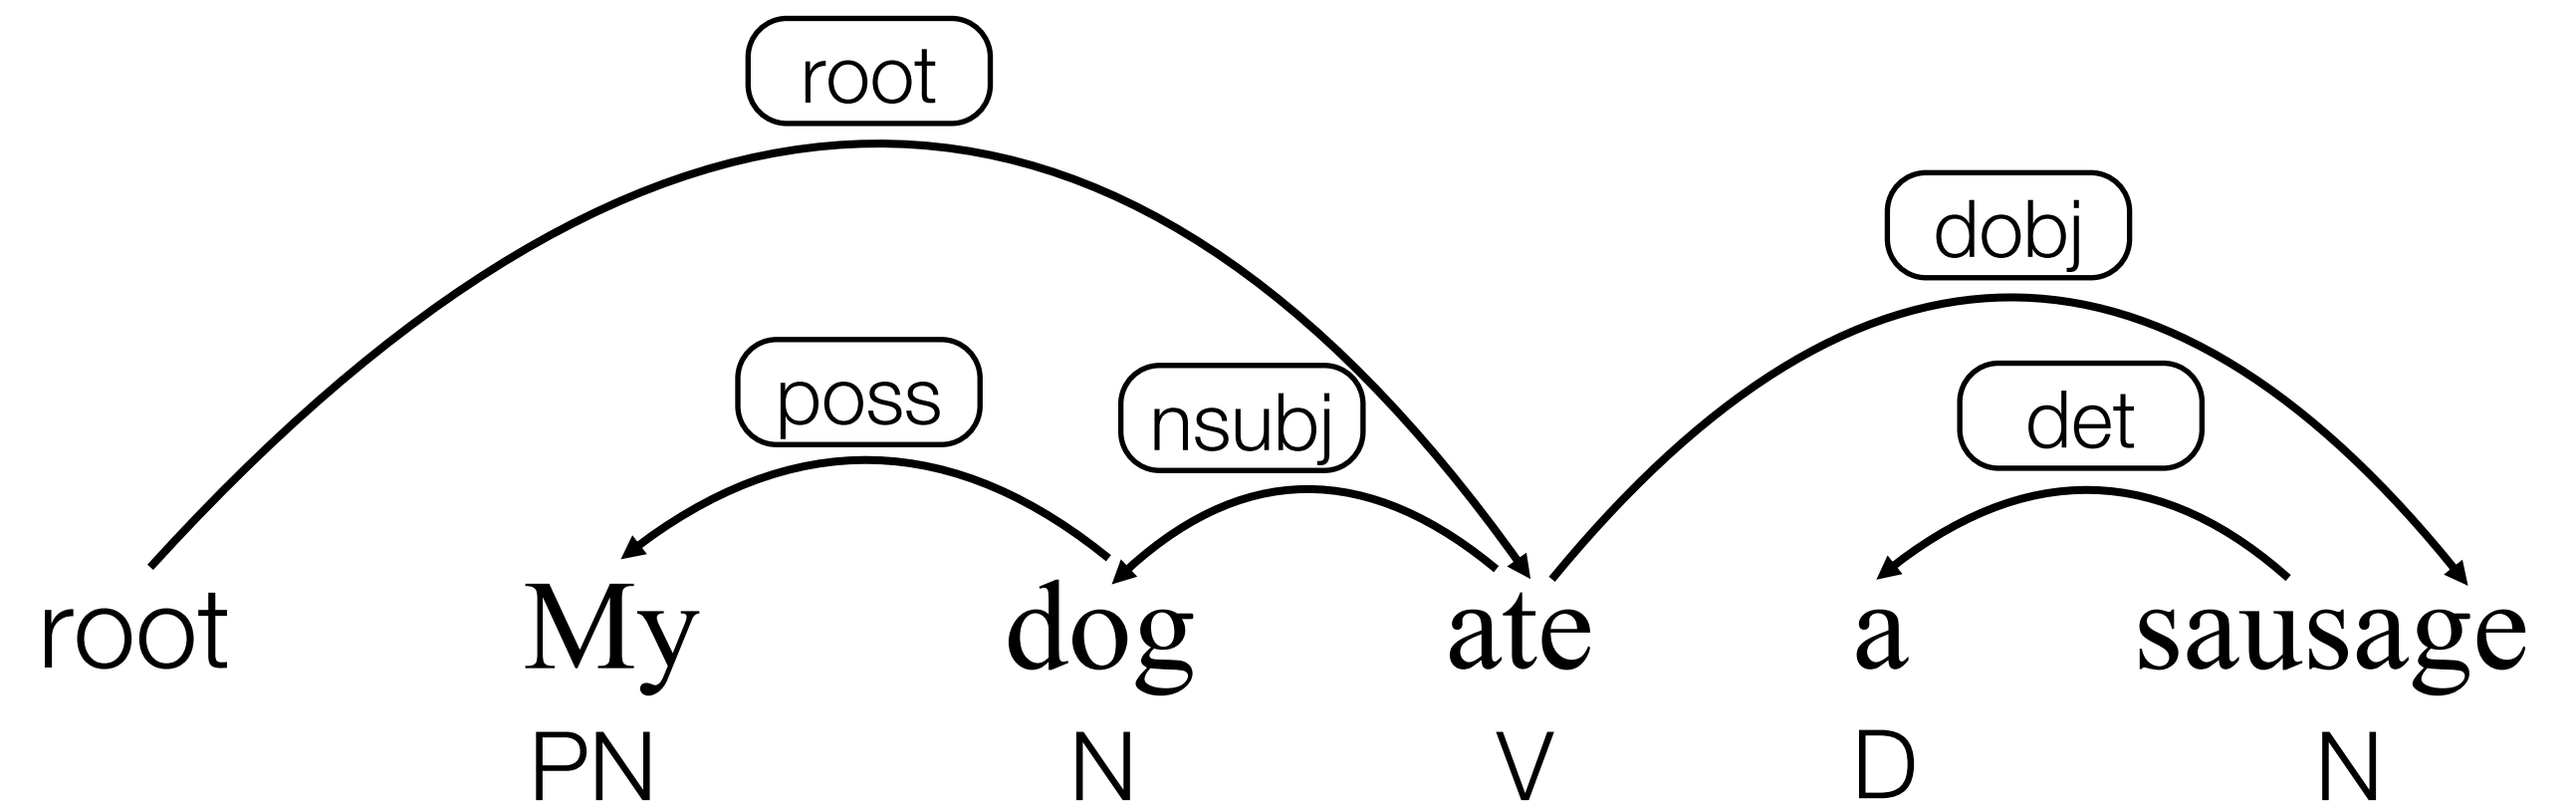 root
dobj
poss
nsubj
det
root My dog ate a sausage
PN N V D N